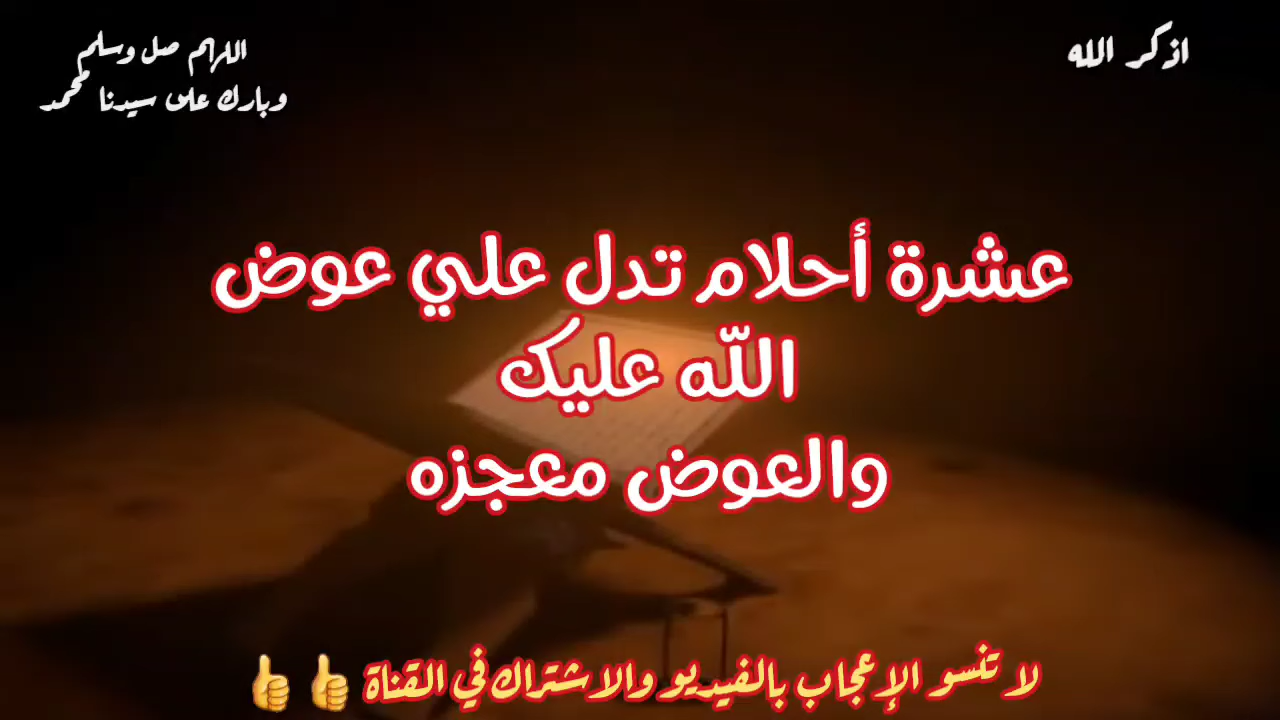 اذكر الله
اللهم صل وسلم
وبارك على سيدنا محمد
عشرة أحلام تدل علي عوض
الله عليك
والعوض معجزه
لا تنسو الإعجاب بالفيديو والاشتراك في القناة 👍👍